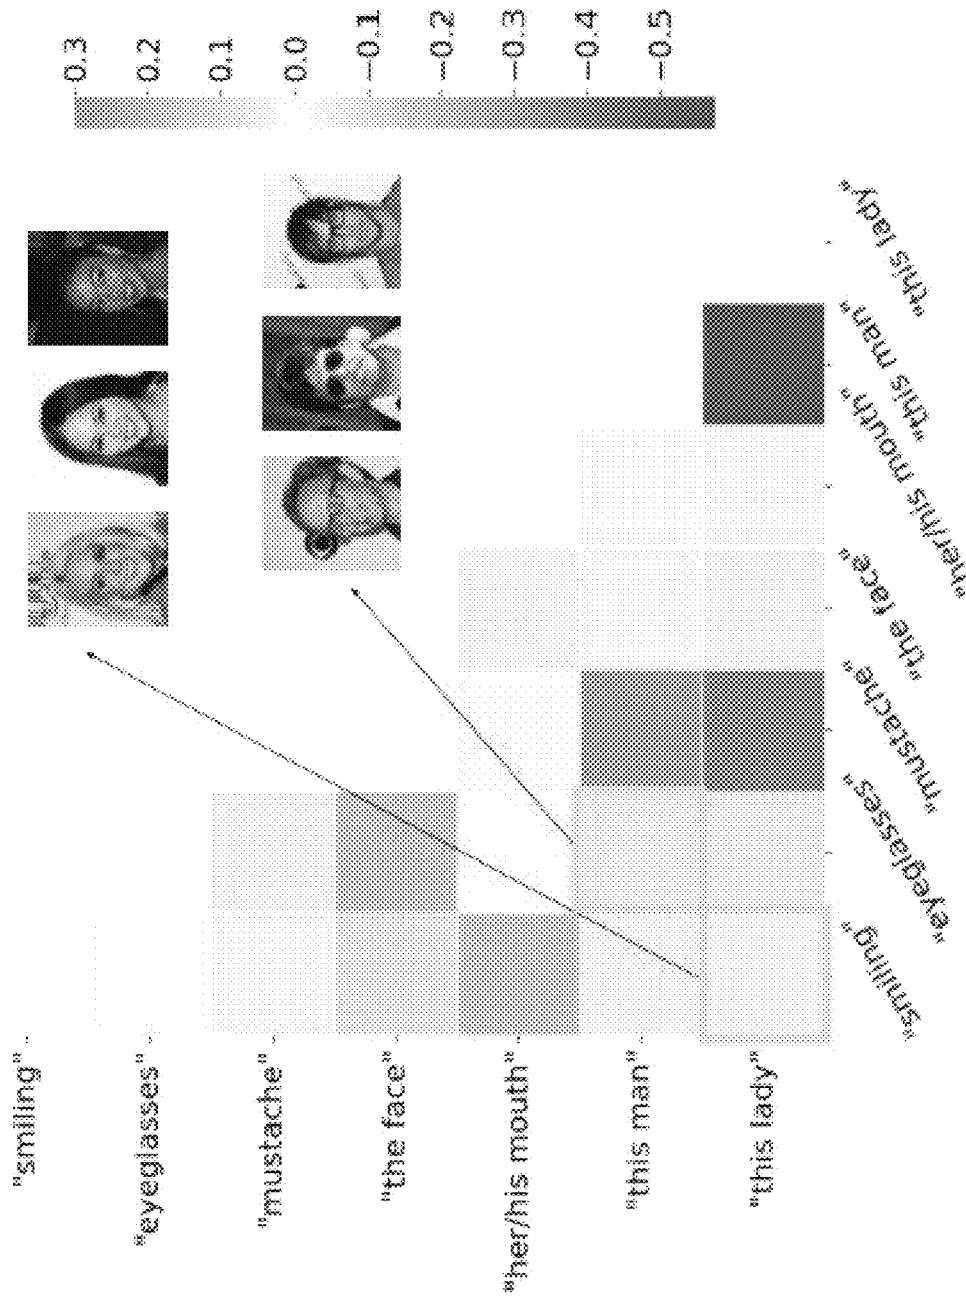 "smiling"
"eyeglasses"
"mustache"
"the face"
"her/his mouth"
"this man"
"this lady"
"smiling"
"eyeglasses"
"mustache"
"the face"
"her/his mouth"
"this man"
"this lady"
0.3
0.2
0.1
0.0
−0.1
−0.2
−0.3
−0.4
−0.5